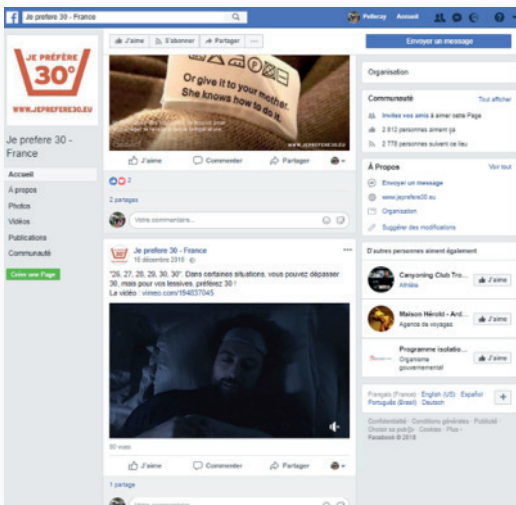 Je prefere 30 - France
Pelleray
Accueil
JE PRÉFÈRE
30°
WWW.JEPREFERE30.EU
Je prefere 30 -
France
Accueil
À propos
Photos
Vidéos
Publications
Communauté
Créer une Page
J'aime
S'abonner
Partager
Or give it to your mother.
She knows how to do it.
WWW.JEPREFERE30.EU
J'aime Commenter Partager
2
2 partages
Votre commentaire...
Je prefere 30 - France
"26, 27, 28, 29, 30, 30": Dans certaines situations, vous pouvez dépasser
30, mais pour vos lessives, préférez 30 !
La vidéo : vimeo.com/194837045
J'aime Commenter Partager
1 partage
Votre commentaire...
Envoyer un message
Organisation
Communauté Tout afficher
Invitez vos amis à aimer cette Page
2 812 personnes aiment ça
2 778 personnes suivent ce lieu
À Propos Voir tout
Envoyer un message
www.jeprefere30.eu
Organisation
Suggérer des modifications
D'autres personnes aiment également
Canyoning Club Tro...
Athlète
J'aime
Maison Hérold - Ard...
Agence de voyages
J'aime
Programme isolatio...
Organisme
gouvernemental
J'aime
Français (France) · English (US) · Español ·
Português (Brasil) · Deutsch
Confidentialité · Conditions générales · Publicité ·
Choisir sa pub · Cookies · Plus
Facebook © 2018